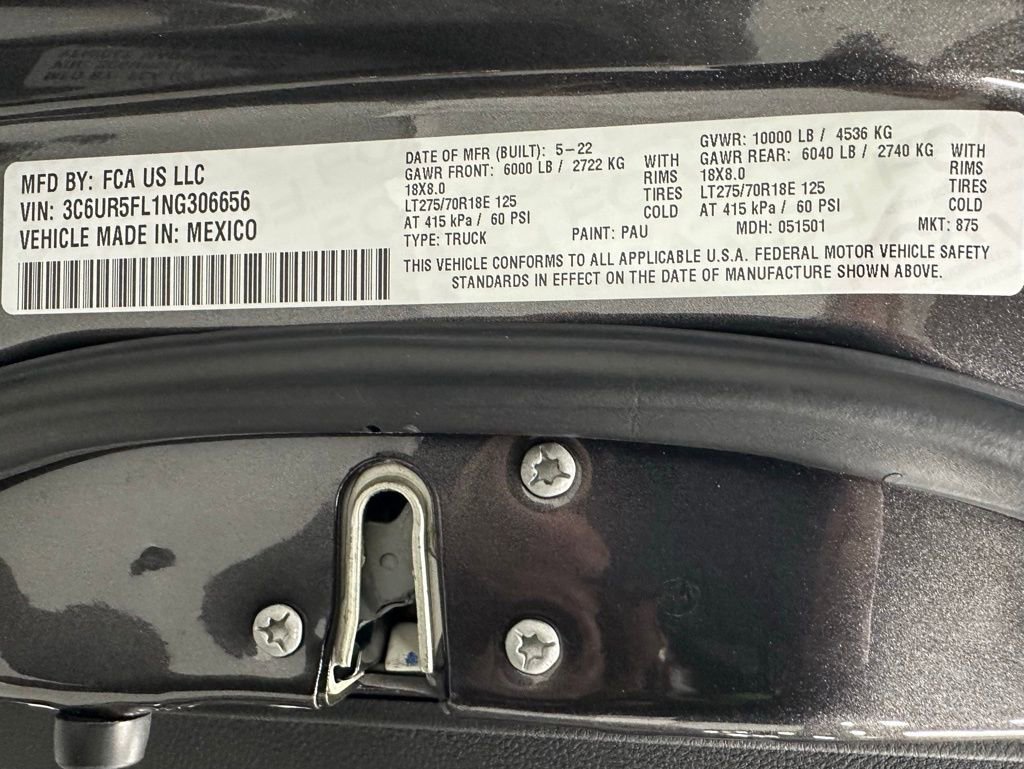 MFD BY: FCA US LLC
VIN: 3C6UR5FL1NG306656
VEHICLE MADE IN: MEXICO
DATE OF MFR (BUILT): 5-22
GAWR FRONT: 6000 LB / 2722 KG WITH
18X8.0 RIMS
LT275/70R18E 125 TIRES
AT 415 kPa / 60 PSI COLD
TYPE: TRUCK PAINT: PAU
GVWR: 10000 LB / 4536 KG
GAWR REAR: 6040 LB / 2740 KG WITH
18X8.0 RIMS
LT275/70R18E 125 TIRES
AT 415 kPa / 60 PSI COLD
MDH: 051501 MKT: 875
THIS VEHICLE CONFORMS TO ALL APPLICABLE U.S.A. FEDERAL MOTOR VEHICLE SAFETY
STANDARDS IN EFFECT ON THE DATE OF MANUFACTURE SHOWN ABOVE.